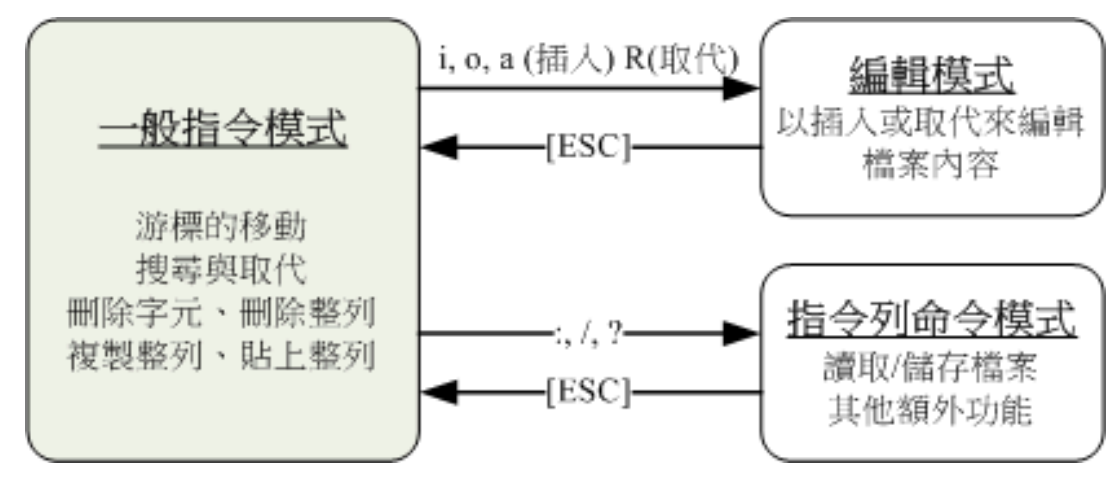 一般指令模式
游標的移動
搜尋與取代
刪除字元、刪除整列
複製整列、貼上整列
i, o, a (插入) R(取代)
[ESC]
編輯模式
以插入或取代來編輯
檔案內容
:, /, ?
[ESC]
指令列命令模式
讀取/儲存檔案
其他額外功能